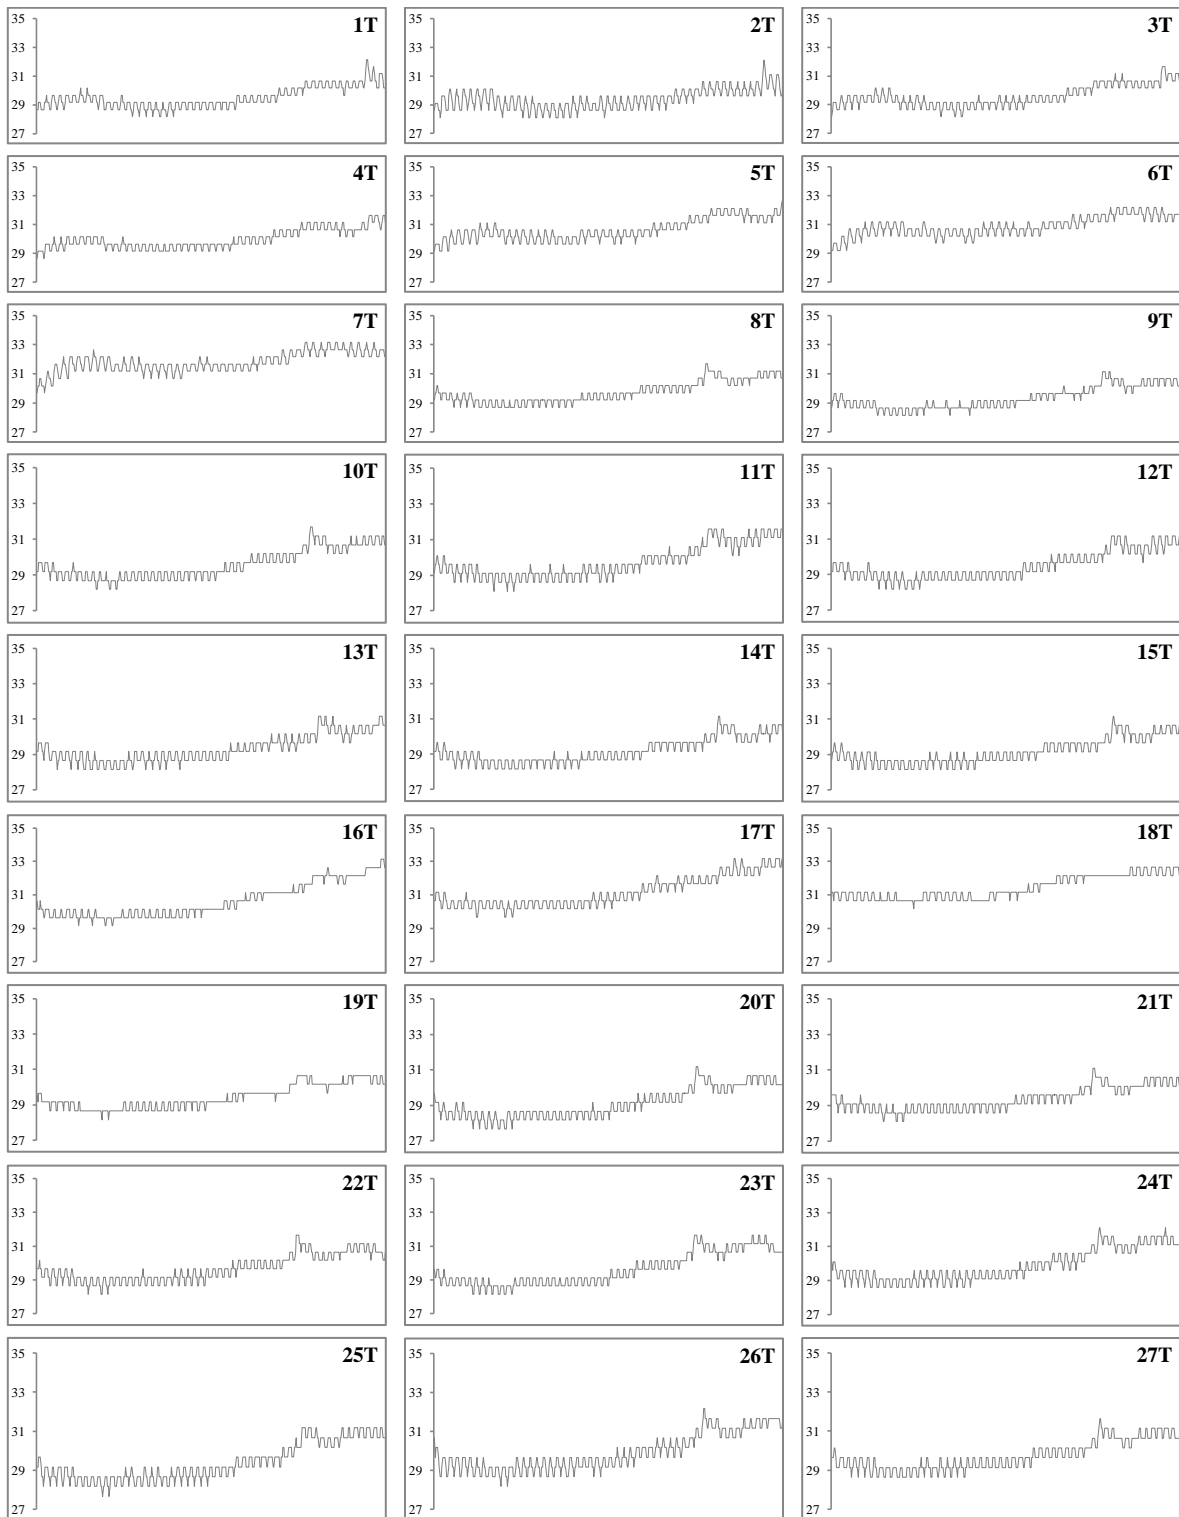 35 33 31 29 27 1T
35 33 31 29 27 2T
35 33 31 29 27 3T
35 33 31 29 27 4T
35 33 31 29 27 5T
35 33 31 29 27 6T
35 33 31 29 27 7T
35 33 31 29 27 8T
35 33 31 29 27 9T
35 33 31 29 27 10T
35 33 31 29 27 11T
35 33 31 29 27 12T
35 33 31 29 27 13T
35 33 31 29 27 14T
35 33 31 29 27 15T
35 33 31 29 27 16T
35 33 31 29 27 17T
35 33 31 29 27 18T
35 33 31 29 27 19T
35 33 31 29 27 20T
35 33 31 29 27 21T
35 33 31 29 27 22T
35 33 31 29 27 23T
35 33 31 29 27 24T
35 33 31 29 27 25T
35 33 31 29 27 26T
35 33 31 29 27 27T